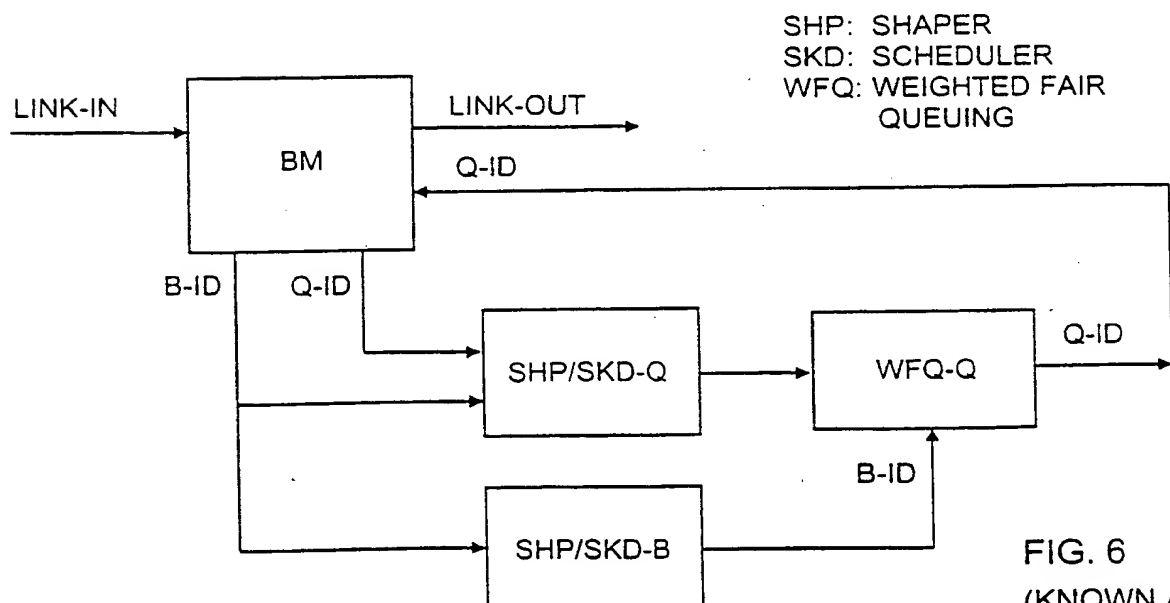 SHP: SHAPER
SKD: SCHEDULER
WFQ: WEIGHTED FAIR
QUEUING
LINK-IN
LINK-OUT
BM
Q-ID
B-ID
Q-ID
SHP/SKD-Q
WFQ-Q
Q-ID
B-ID
SHP/SKD-B
FIG. 6
(KNOWN